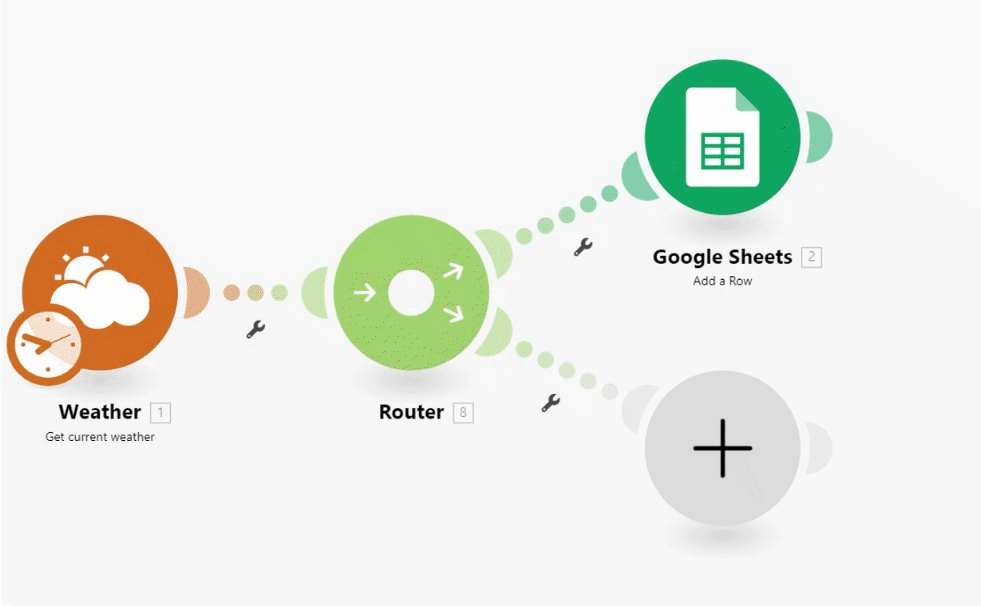 Google Sheets 2
Add a Row
Weather 1
Get current weather
Router 8